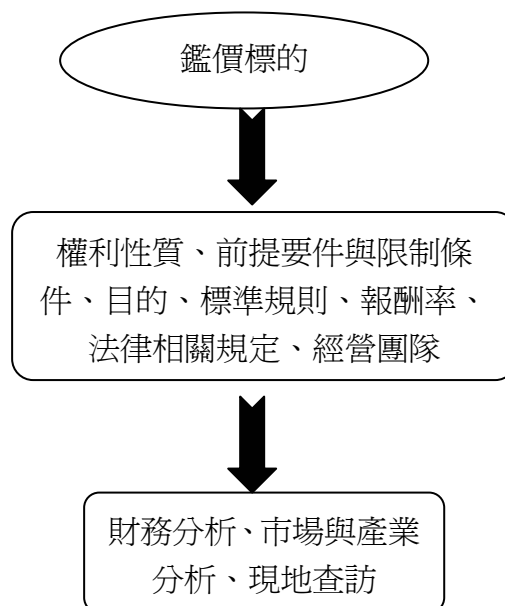 鑑價標的
權利性質、前提要件與限制條
件、目的、標準規則、報酬率、
法律相關規定、經營團隊
財務分析、市場與產業
分析、現地查訪